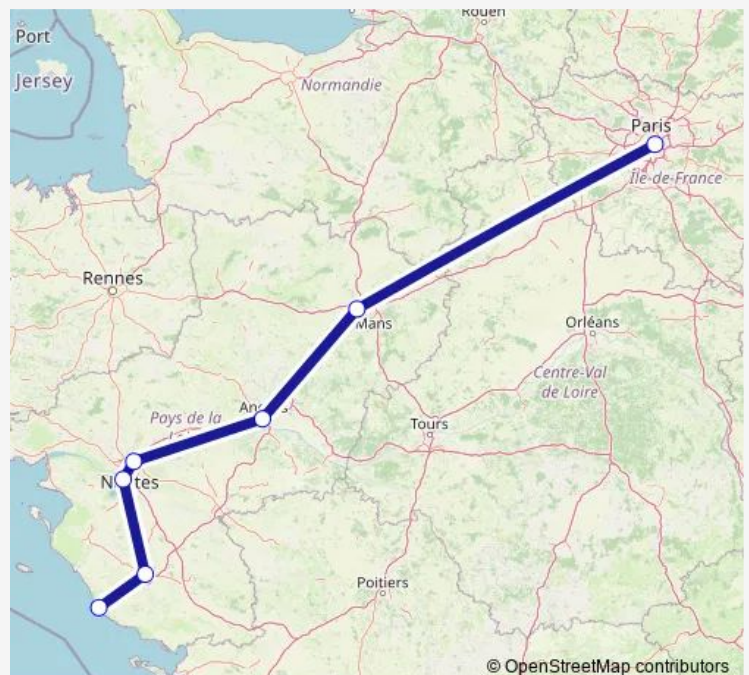 Rouen
Port
Jersey
Normandie
Paris
Île-de-France
Rennes
Mans
Orléans
Centre-Val
de Loire
Pays de la
Tours
Poitiers
© OpenStreetMap contributors